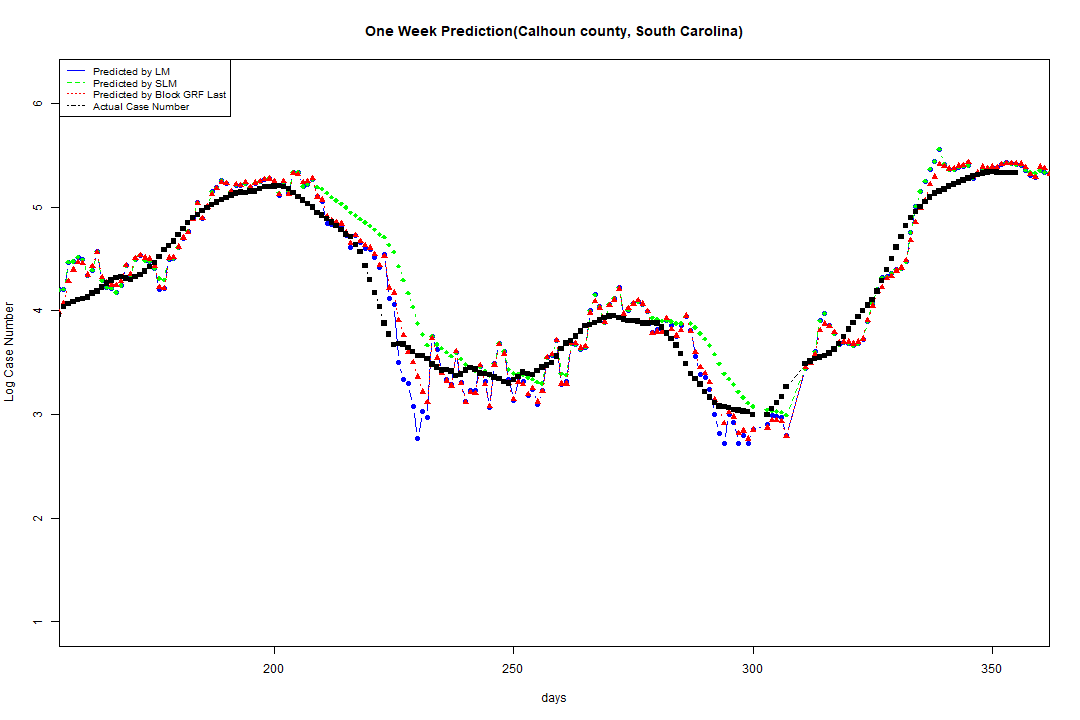 One Week Prediction(Calhoun county, South Carolina)
Predicted by LM
Predicted by SLM
Predicted by Block GRF Last
Actual Case Number
6
5
4
3
2
1
Log Case Number
200 250 300 350
days